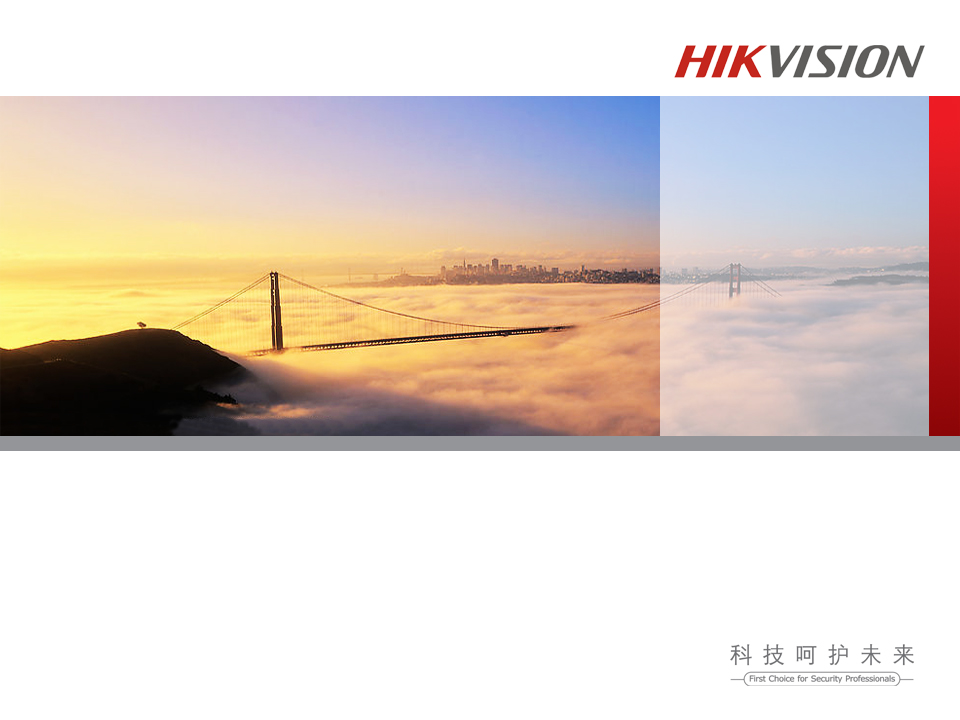 HIKVISION
科技呵护未来
First Choice for Security Professionals